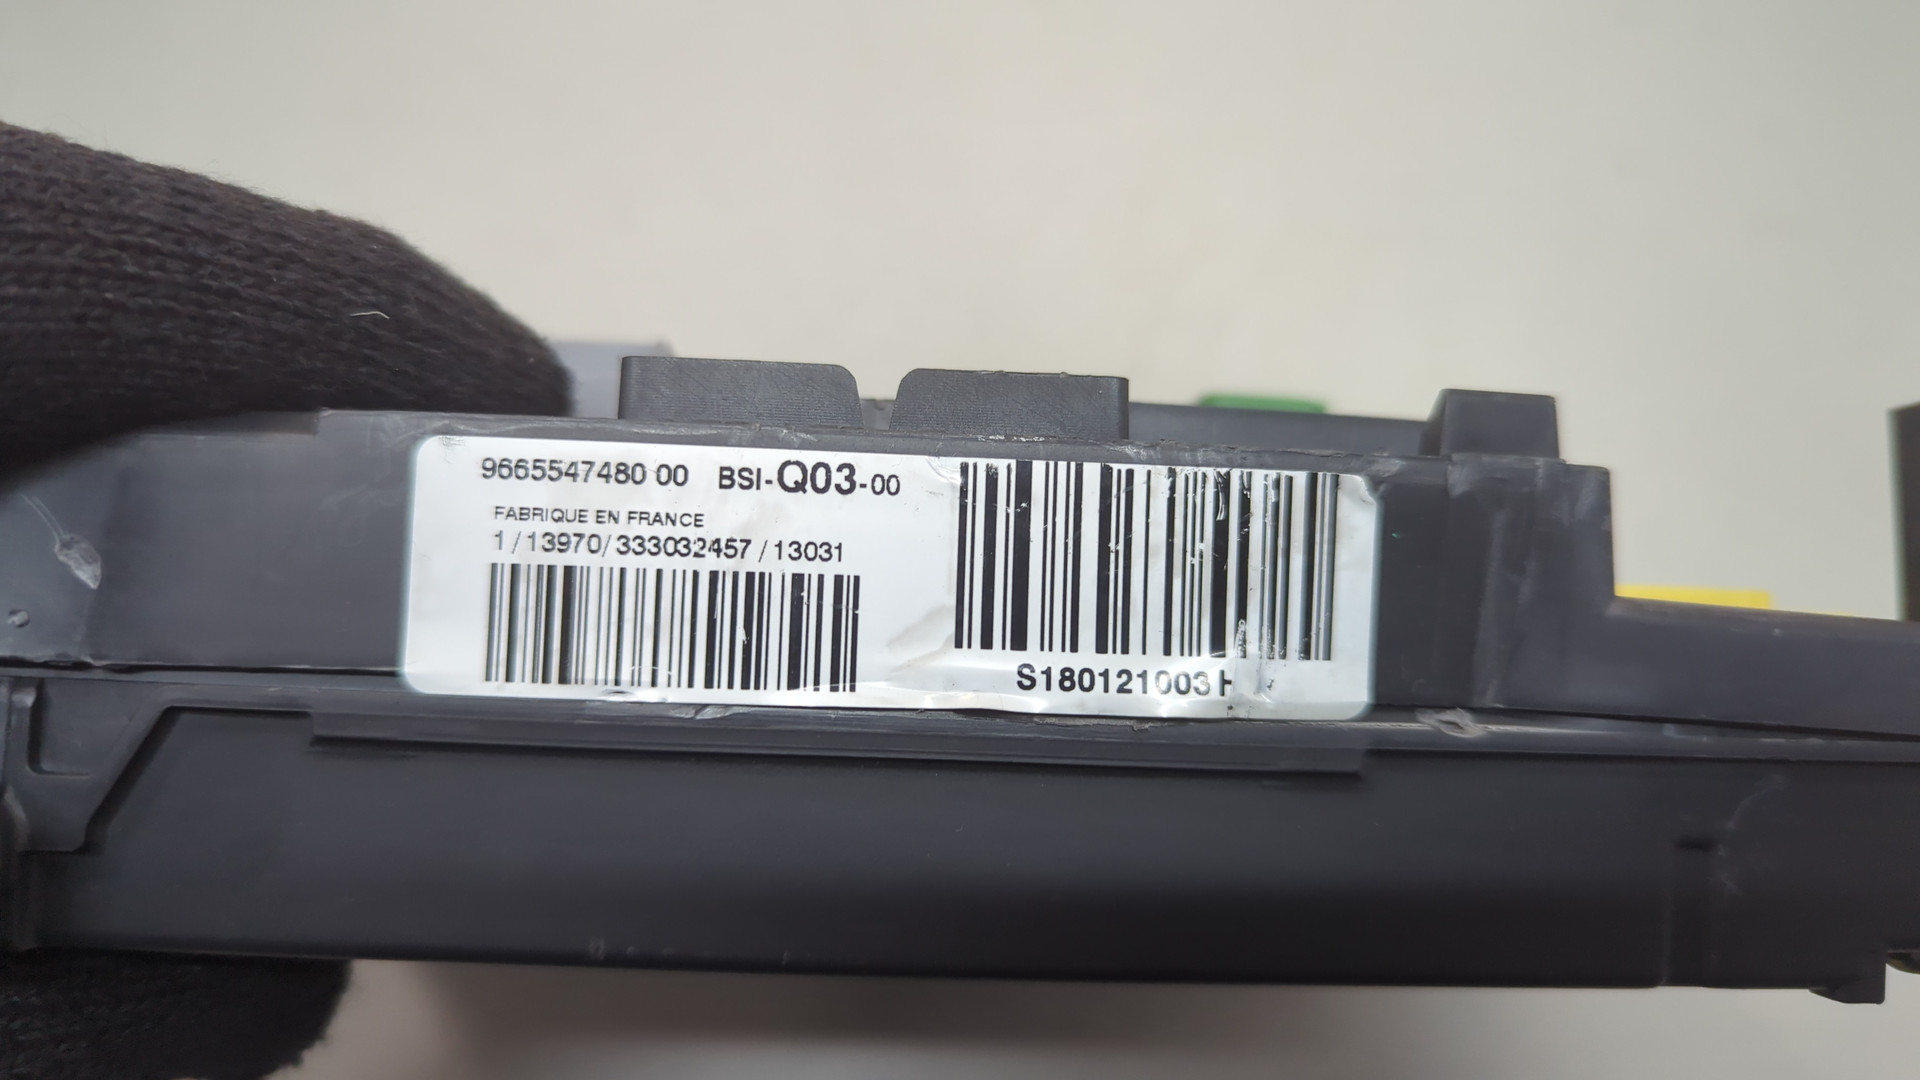 9665547480 00 BSI-Q03-00
FABRIQUE EN FRANCE
1/13970/333032457/13031
S180121003 H